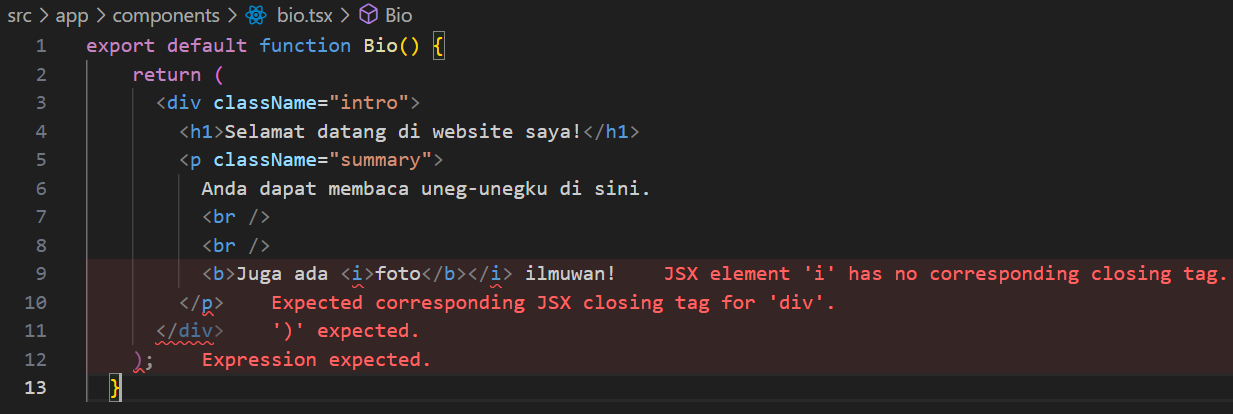 src > app > components > bio.tsx > Bio
1 export default function Bio() {
2 return (
3 <div className="intro">
4 <h1>Selamat datang di website saya!</h1>
5 <p className="summary">
6 Anda dapat membaca uneg-unegku di sini.
7 <br />
8 <br />
9 <b>Juga ada <i>foto</b></i> ilmuwan! JSX element 'i' has no corresponding closing tag.
10 </p> Expected corresponding JSX closing tag for 'div'.
11 </div> ')' expected.
12 ); Expression expected.
13 }